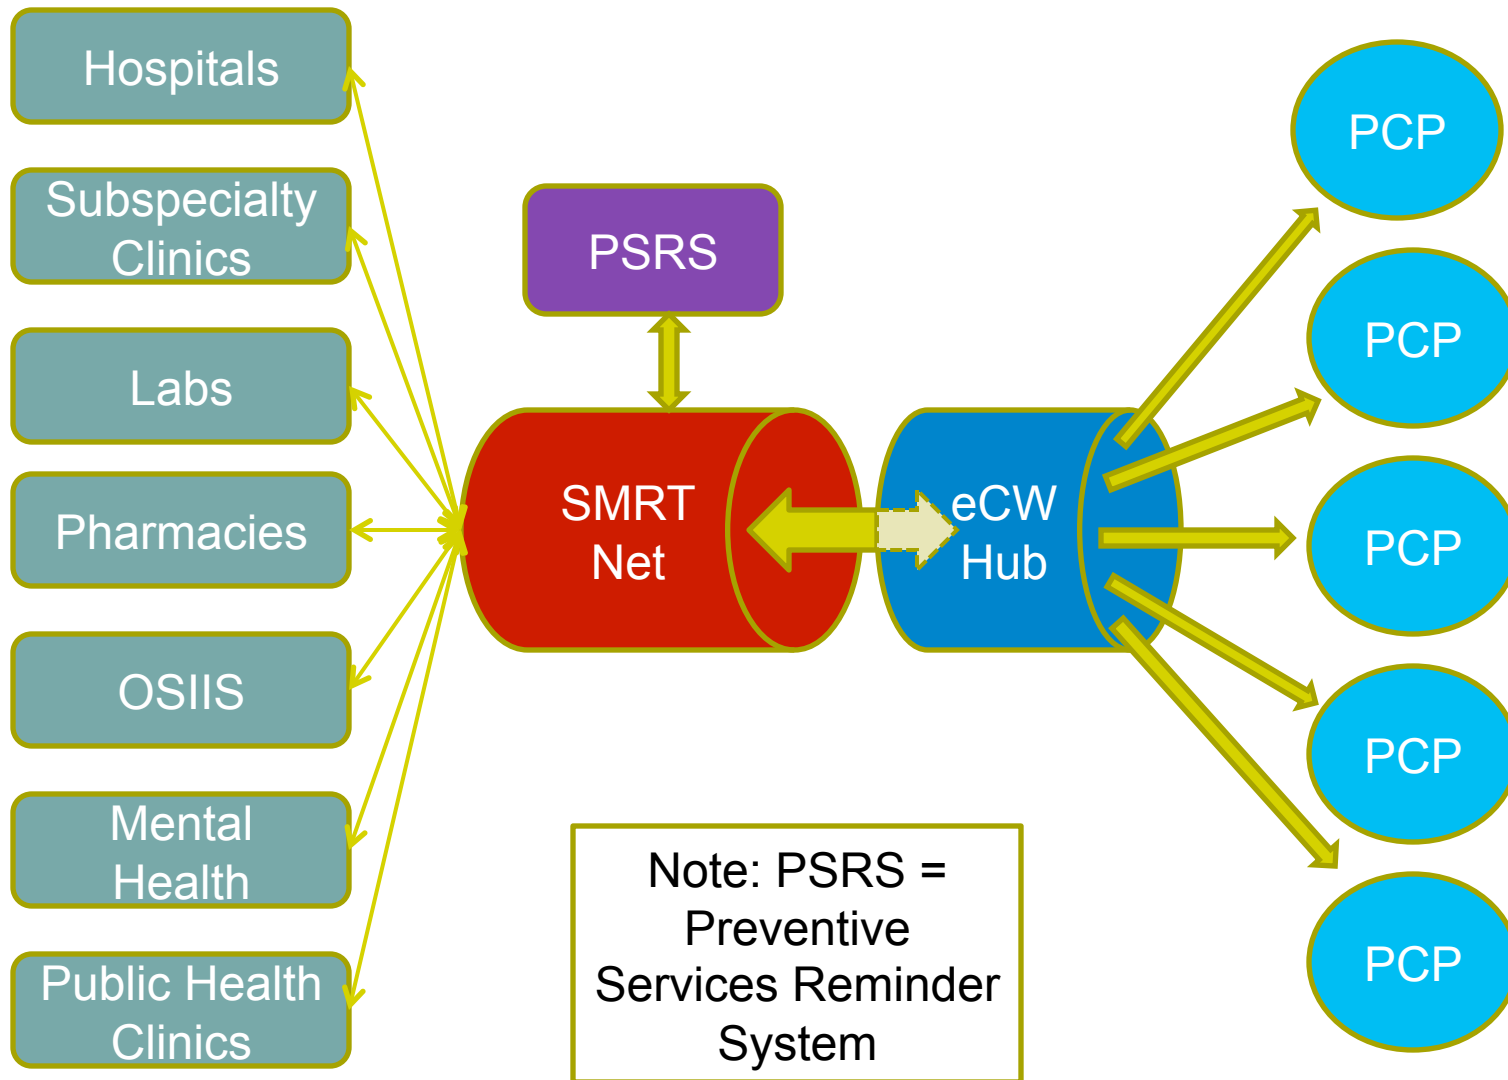 Hospitals
Subspecialty
Clinics
Labs
Pharmacies
OSIIS
Mental
Health
Public Health
Clinics
PSRS
SMRT
Net
eCW
Hub
PCP
PCP
PCP
PCP
PCP
Note: PSRS =
Preventive
Services Reminder
System